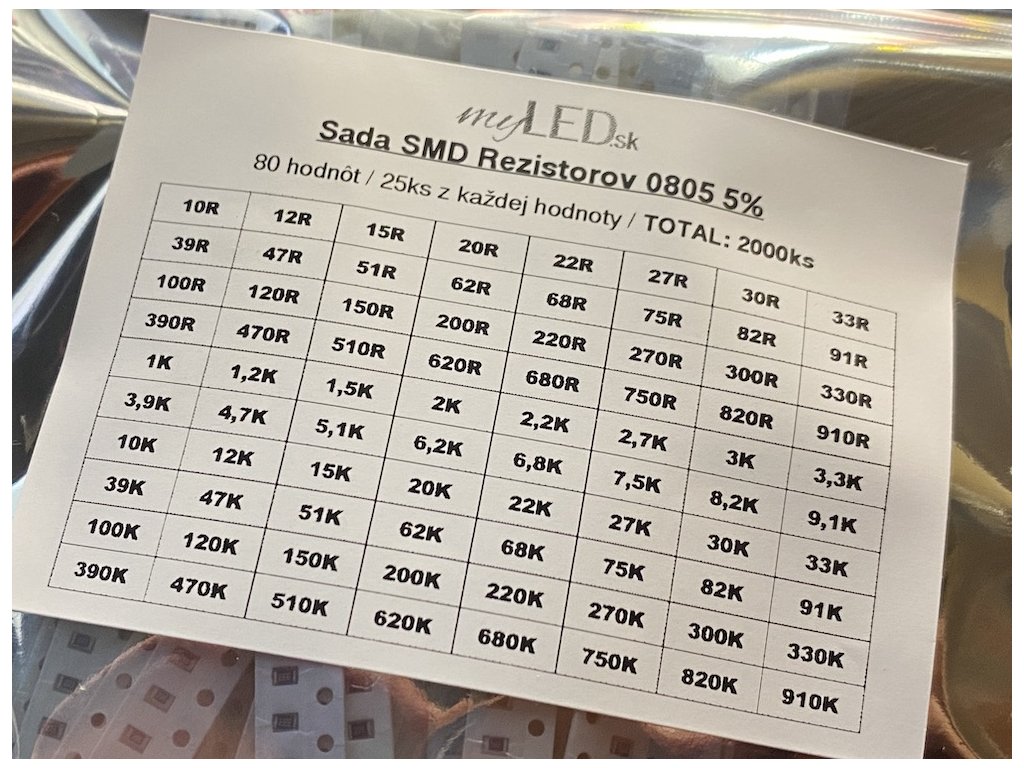 myLED.sk
Sada SMD Rezistorov 0805 5%
80 hodnôt / 25ks z každej hodnoty / TOTAL: 2000ks
10R 12R 15R 20R 22R 27R 30R 33R
39R 47R 51R 62R 68R 75R 82R 91R
100R 120R 150R 200R 220R 270R 300R 330R
390R 470R 510R 620R 680R 750R 820R 910R
1K 1,2K 1,5K 2K 2,2K 2,7K 3K 3,3K
3,9K 4,7K 5,1K 6,2K 6,8K 7,5K 8,2K 9,1K
10K 12K 15K 20K 22K 27K 30K 33K
39K 47K 51K 62K 68K 75K 82K 91K
100K 120K 150K 200K 220K 270K 300K 330K
390K 470K 510K 620K 680K 750K 820K 910K